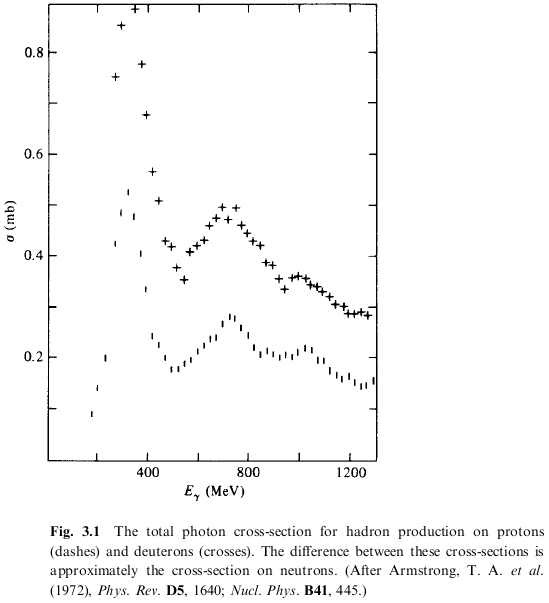 0.8
0.6
σ (mb)
0.4
0.2
400
800
1200
Eγ (MeV)
Fig. 3.1 The total photon cross-section for hadron production on protons
(dashes) and deuterons (crosses). The difference between these cross-sections is
approximately the cross-section on neutrons. (After Armstrong, T. A. et al.
(1972), Phys. Rev. D5, 1640; Nucl. Phys. B41, 445.)